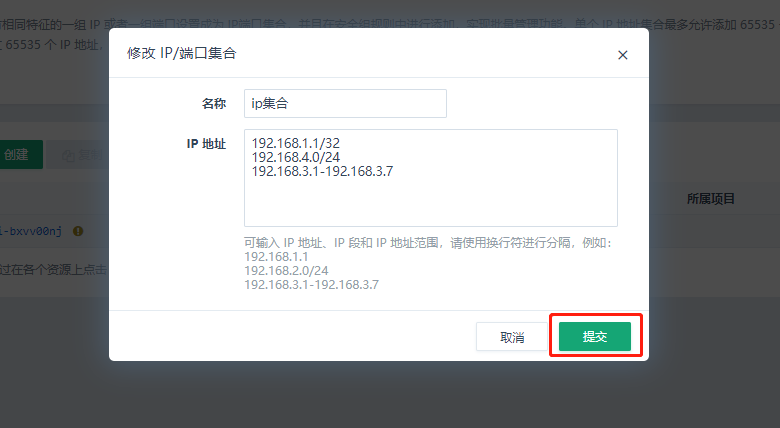 相同特征的一组 IP 或者一组端口设置成为 IP/端口集合，并且在安全组规则中进行添加，实现批量管理功能。单个 IP 地址集合最多允许添加 65535
65535 个 IP 地址
修改 IP/端口集合
×
名称
ip集合
IP 地址
192.168.1.1/32
192.168.4.0/24
192.168.3.1-192.168.3.7
创建
所属项目
i-bxvv00nj
可输入 IP 地址、IP 段和 IP 地址范围，请使用换行符进行分隔，例如：
192.168.1.1
过在各个资源上点击
192.168.2.0/24
192.168.3.1-192.168.3.7
取消
提交